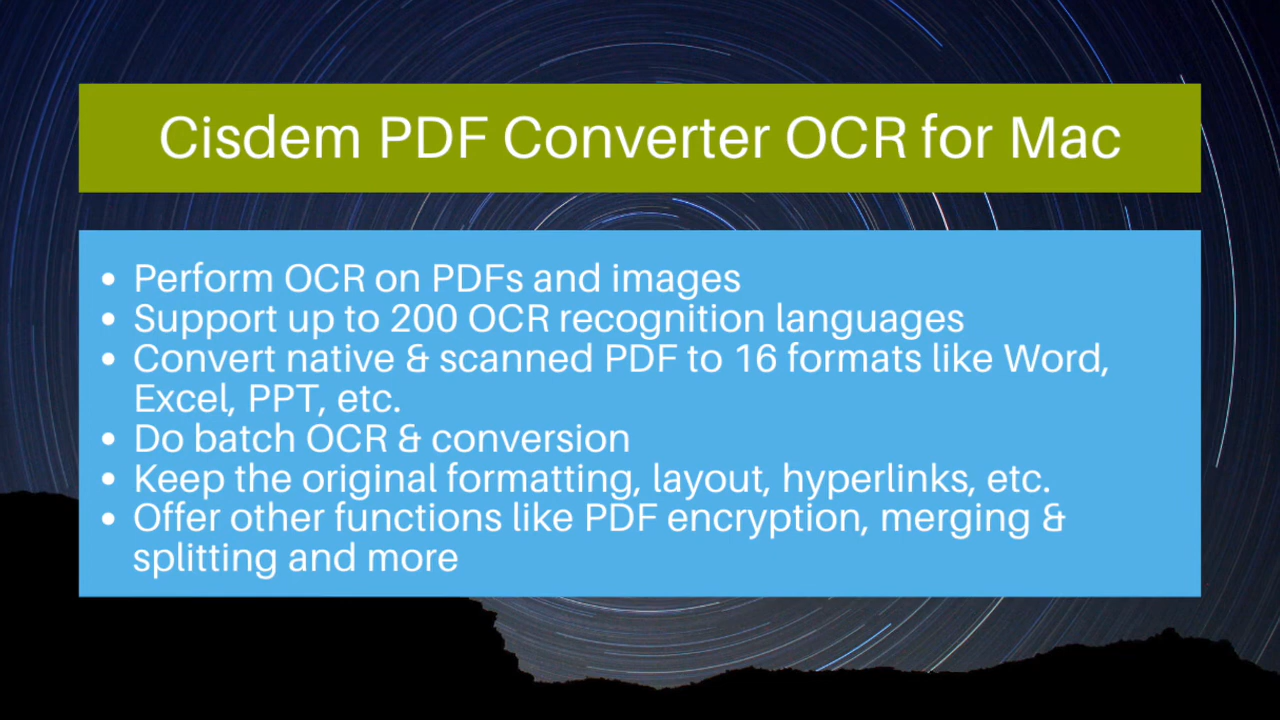 Cisdem PDF Converter OCR for Mac
• Perform OCR on PDFs and images
• Support up to 200 OCR recognition languages
• Convert native & scanned PDF to 16 formats like Word,
Excel, PPT, etc.
• Do batch OCR & conversion
• Keep the original formatting, layout, hyperlinks, etc.
• Offer other functions like PDF encryption, merging &
splitting and more